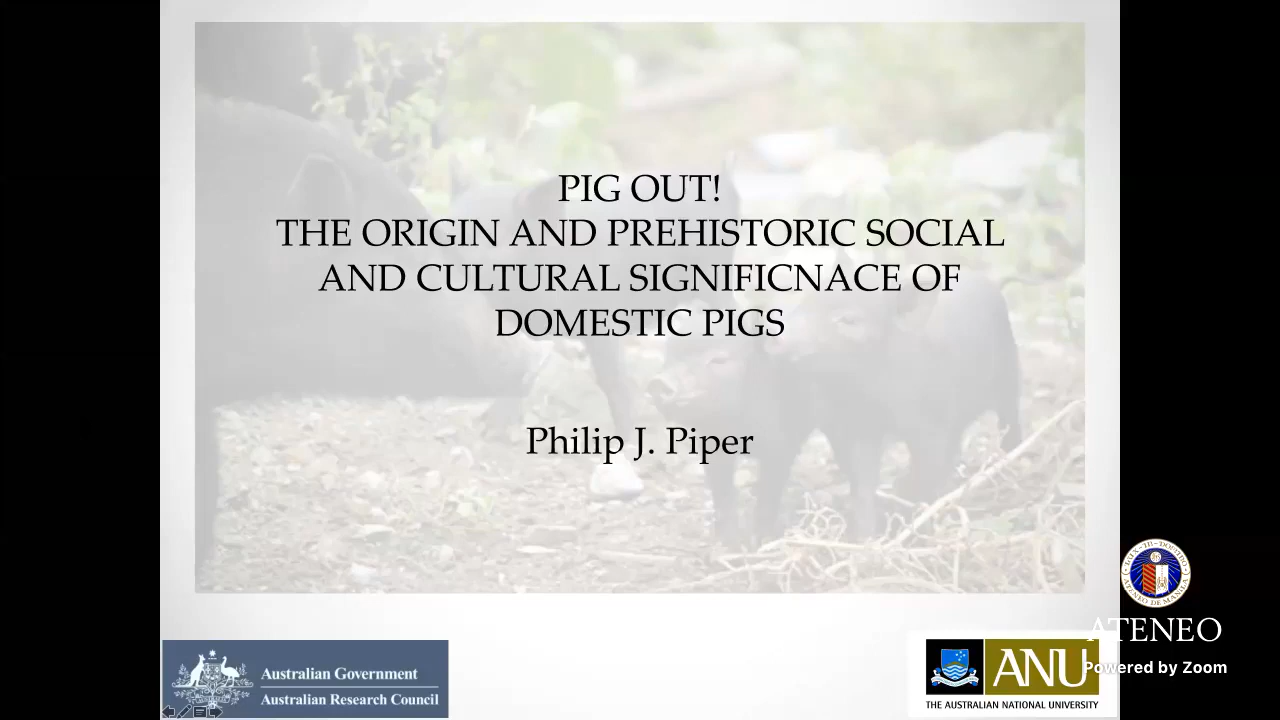 PIG OUT!
THE ORIGIN AND PREHISTORIC SOCIAL
AND CULTURAL SIGNIFICNACE OF
DOMESTIC PIGS
Philip J. Piper
Australian Government
Australian Research Council
ANU
THE AUSTRALIAN NATIONAL UNIVERSITY
ATENEO
Powered by Zoom